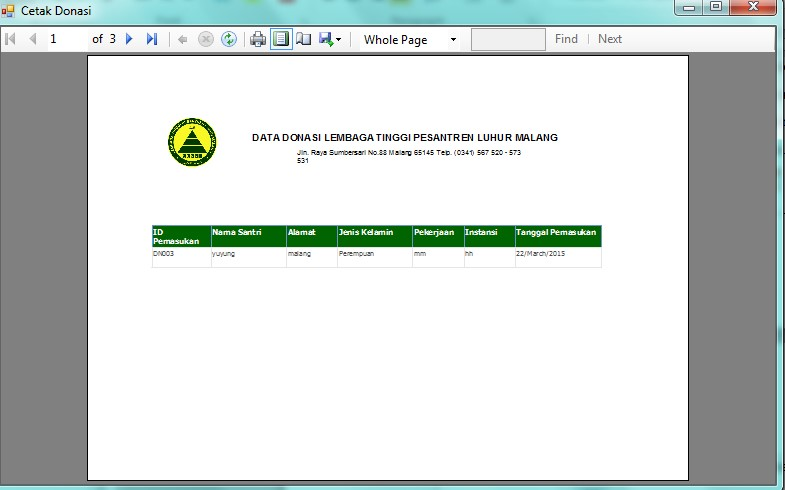 Cetak Donasi
1 of 3 Whole Page Find Next
DATA DONASI LEMBAGA TINGGI PESANTREN LUHUR MALANG
Jln. Raya Sumbersari No.88 Malang 65145 Telp. (0341) 567 520 - 573
531
ID Nama Santri Alamat Jenis Kelamin Pekerjaan Instansi Tanggal Pemasukan
Pemasukan
DN003 yuyung malang Perempuan mm hh 22/March/2015